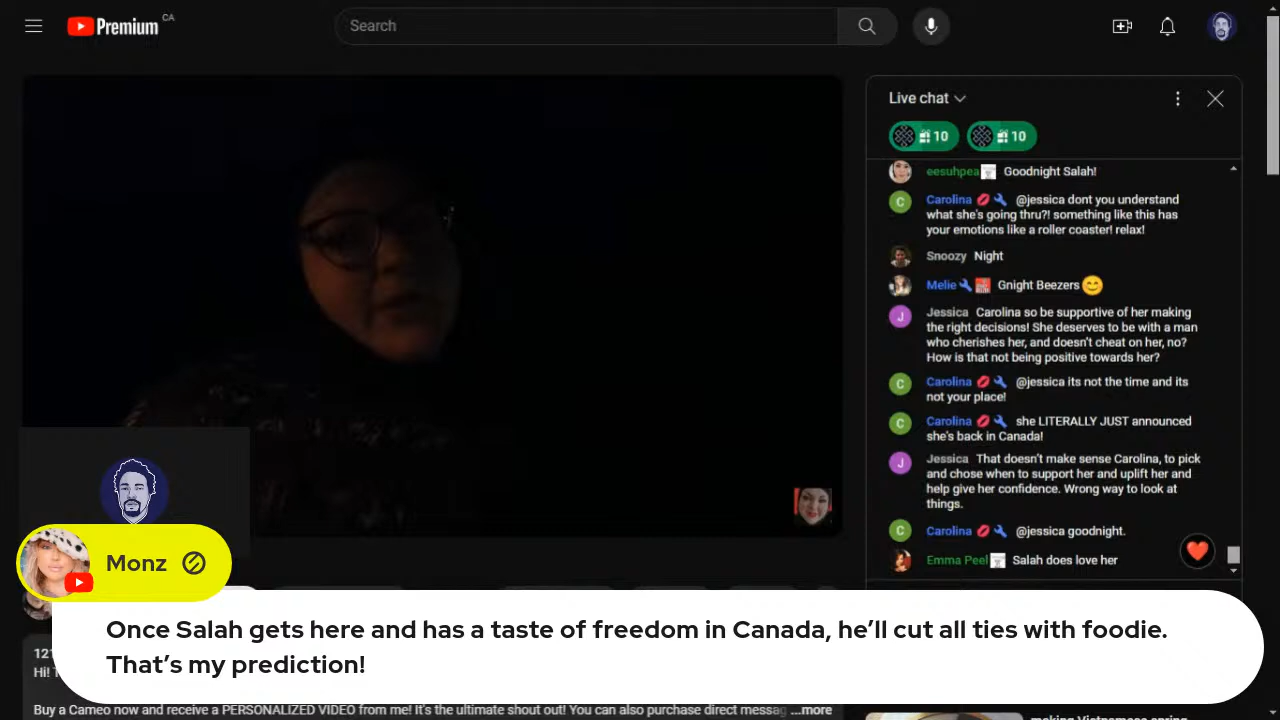 Premium CA
Search
Live chat
10
10
eesuhpea Goodnight Salah!
C
Carolina @jessica dont you understand
what she's going thru?! something like this has
your emotions like a roller coaster! relax!
Snoozy Night
Melie Gnight Beezers
J
Jessica Carolina so be supportive of her making
the right decisions! She deserves to be with a man
who cherishes her, and doesn't cheat on her, no?
How is that not being positive towards her?
C
Carolina @jessica its not the time and its
not your place!
C
Carolina she LITERALLY JUST announced
she's back in Canada!
J
Jessica That doesn't make sense Carolina, to pick
and chose when to support her and uplift her and
help give her confidence. Wrong way to look at
things.
C
Carolina @jessica goodnight.
Emma Peel Salah does love her
Monz
Once Salah gets here and has a taste of freedom in Canada, he'll cut all ties with foodie.
That's my prediction!
121
Hi!
Buy a Cameo now and receive a PERSONALIZED VIDEO from me! It's the ultimate shout out! You can also purchase direct messag ...more
making Vietnamese spring